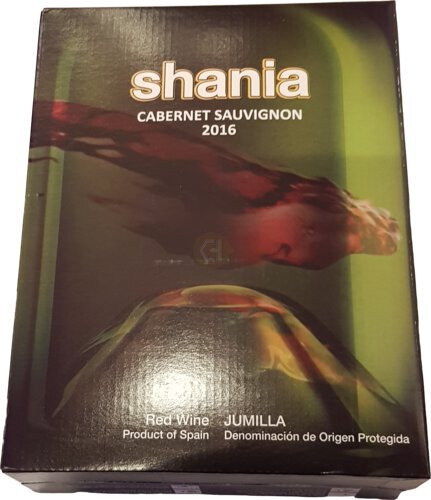 shania
CABERNET SAUVIGNON
2016
Red Wine JUMILLA
Product of Spain Denominación de Origen Protegida